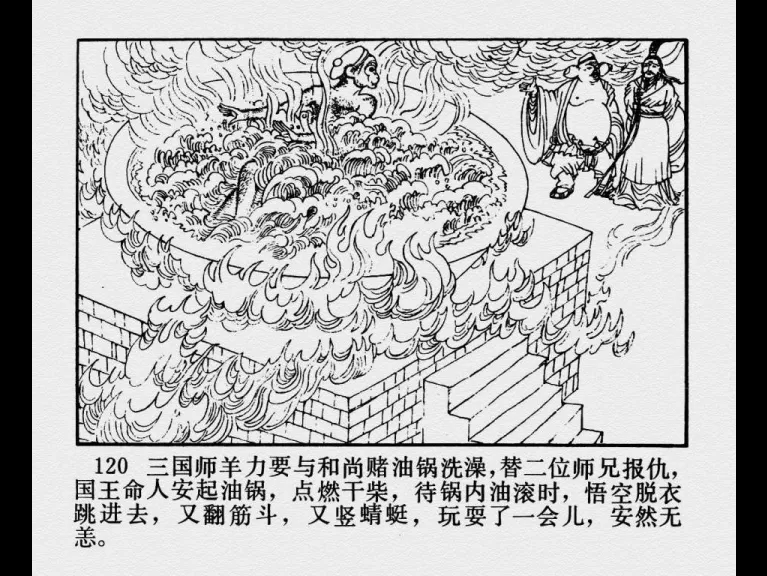 120 三国师羊力要与和尚赌油锅洗澡，替二位师兄报仇，
国王命人安起油锅，点燃干柴，待锅内油滚时，悟空脱衣
跳进去，又翻筋斗，又竖蜻蜓，玩耍了一会儿，安然无
恙。